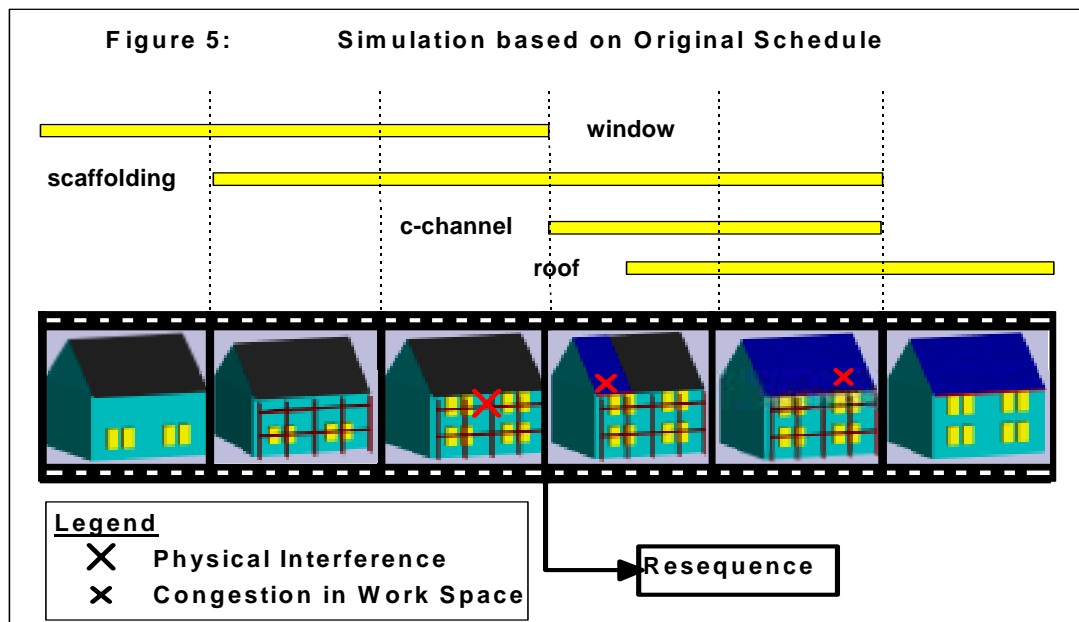 Figure 5: Simulation based on Original Schedule
window
scaffolding
c-channel
roof
Legend
Physical Interference
Congestion in Work Space
Resequence